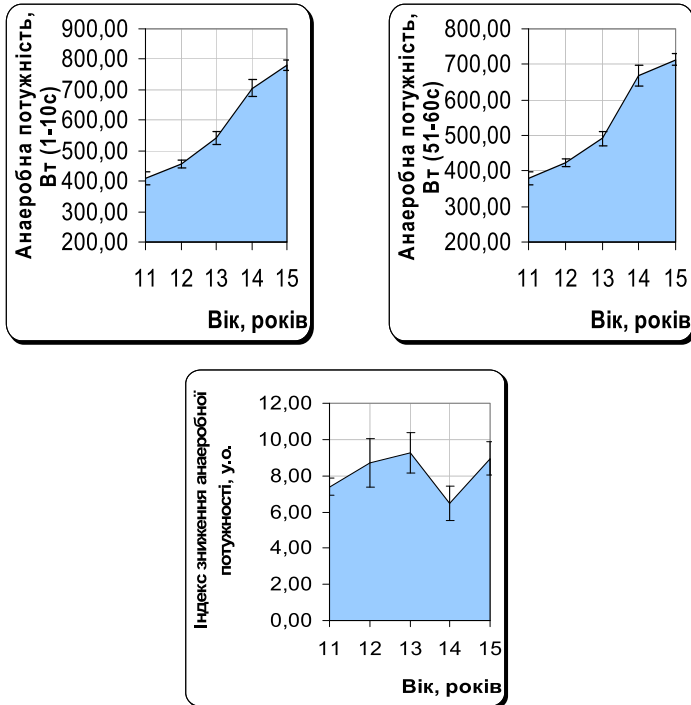 Анаеробна потужність,
Вт (1-10с)
900,00
800,00
700,00
600,00
500,00
400,00
300,00
200,00
11 12 13 14 15
Вік, років
Анаеробна потужність,
Вт (51-60с)
800,00
700,00
600,00
500,00
400,00
300,00
200,00
11 12 13 14 15
Вік, років
Індекс зниження анаеробної
потужності, у.о.
12,00
10,00
8,00
6,00
4,00
2,00
0,00
11 12 13 14 15
Вік, років